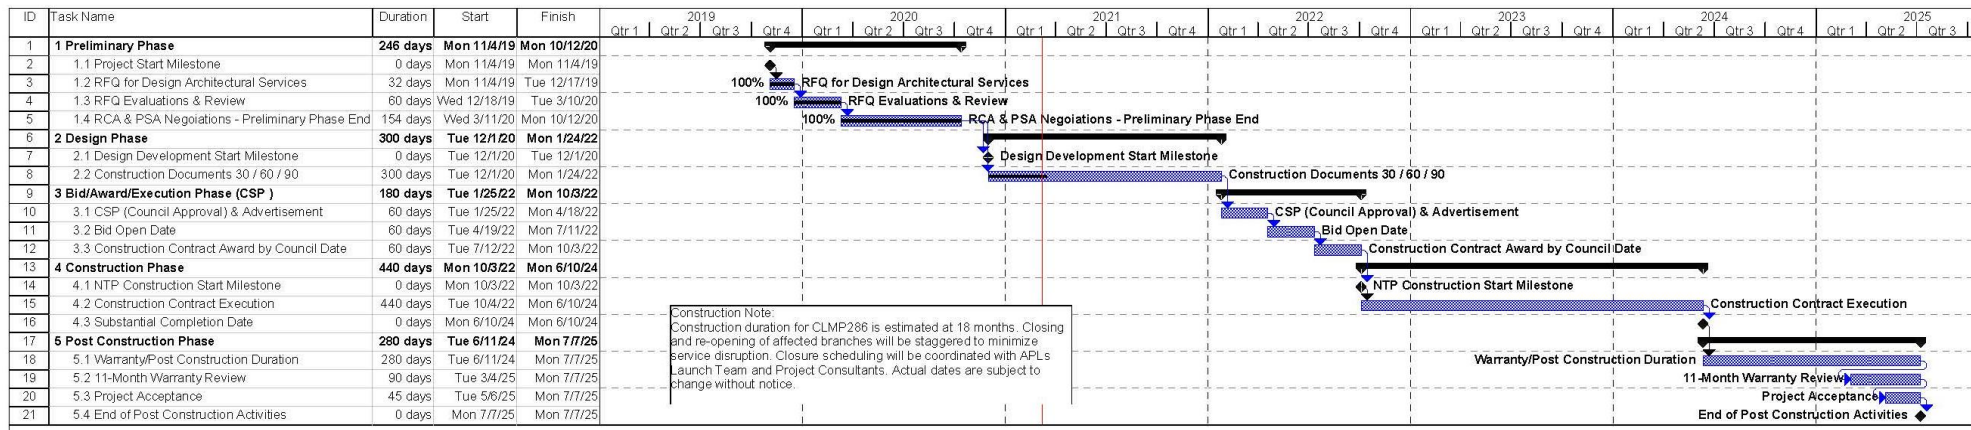 ID Task Name Duration Start Finish 2019 2020 2021 2022 2023 2024 2025
Qtr 1 Qtr 2 Qtr 3 Qtr 4 Qtr 1 Qtr 2 Qtr 3 Qtr 4 Qtr 1 Qtr 2 Qtr 3 Qtr 4 Qtr 1 Qtr 2 Qtr 3 Qtr 4 Qtr 1 Qtr 2 Qtr 3 Qtr 4 Qtr 1 Qtr 2 Qtr 3 Qtr 4 Qtr 1 Qtr 2 Qtr 3
1 1 Preliminary Phase 246 days Mon 11/4/19 Mon 10/12/20
2 1.1 Project Start Milestone 0 days Mon 11/4/19 Mon 11/4/19
3 1.2 RFQ for Design Architectural Services 32 days Mon 11/4/19 Tue 12/17/19 100% RFQ for Design Architectural Services
4 1.3 RFQ Evaluations & Review 60 days Wed 12/18/19 Tue 3/10/20 100% RFQ Evaluations & Review
5 1.4 RCA & PSA Negoiations - Preliminary Phase End 154 days Wed 3/11/20 Mon 10/12/20 100% RCA & PSA Negoiations - Preliminary Phase End
6 2 Design Phase 300 days Tue 12/1/20 Mon 1/24/22
7 2.1 Design Development Start Milestone 0 days Tue 12/1/20 Tue 12/1/20 Design Development Start Milestone
8 2.2 Construction Documents 30 / 60 / 90 300 days Tue 12/1/20 Mon 1/24/22 Construction Documents 30 / 60 / 90
9 3 Bid/Award/Execution Phase (CSP ) 180 days Tue 1/25/22 Mon 10/3/22
10 3.1 CSP (Council Approval) & Advertisement 60 days Tue 1/25/22 Mon 4/18/22 CSP (Council Approval) & Advertisement
11 3.2 Bid Open Date 60 days Tue 4/19/22 Mon 7/11/22 Bid Open Date
12 3.3 Construction Contract Award by Council Date 60 days Tue 7/12/22 Mon 10/3/22 Construction Contract Award by Council Date
13 4 Construction Phase 440 days Mon 10/3/22 Mon 6/10/24
14 4.1 NTP Construction Start Milestone 0 days Mon 10/3/22 Mon 10/3/22 NTP Construction Start Milestone
15 4.2 Construction Contract Execution 440 days Tue 10/4/22 Mon 6/10/24 Construction Contract Execution
16 4.3 Substantial Completion Date 0 days Mon 6/10/24 Mon 6/10/24
17 5 Post Construction Phase 280 days Tue 6/11/24 Mon 7/7/25
18 5.1 Warranty/Post Construction Duration 280 days Tue 6/11/24 Mon 7/7/25 Warranty/Post Construction Duration
19 5.2 11-Month Warranty Review 90 days Tue 3/4/25 Mon 7/7/25 11-Month Warranty Review
20 5.3 Project Acceptance 45 days Tue 5/6/25 Mon 7/7/25 Project Acceptance
21 5.4 End of Post Construction Activities 0 days Mon 7/7/25 Mon 7/7/25 End of Post Construction Activities
Construction Note:
Construction duration for CLMP286 is estimated at 18 months. Closing
and re-opening of affected branches will be staggered to minimize
service disruption. Closure scheduling will be coordinated with APLs
Launch Team and Project Consultants. Actual dates are subject to
change without notice.